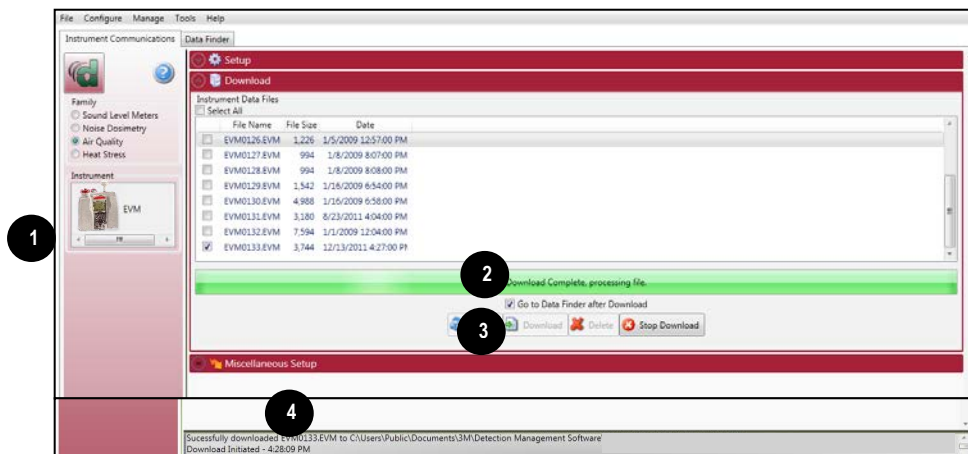 File Configure Manage Tools Help
Instrument Communications Data Finder
Setup
Download
Family
Sound Level Meters
Noise Dosimetry
Air Quality
Heat Stress
Instrument
EVM
Instrument Data Files
Select All
File Name File Size Date
EVM0126.EVM 1,226 1/5/2009 12:57:00 PM
EVM0127.EVM 994 1/8/2009 8:07:00 PM
EVM0128.EVM 994 1/8/2009 8:08:00 PM
EVM0129.EVM 1,542 1/16/2009 6:54:00 PM
EVM0130.EVM 4,988 1/16/2009 6:58:00 PM
EVM0131.EVM 3,180 8/23/2011 4:04:00 PM
EVM0132.EVM 7,594 1/1/2009 12:04:00 PM
EVM0133.EVM 3,744 12/13/2011 4:27:00 PM
1
2
Download Complete, processing file.
Go to Data Finder after Download
3
Download Delete Stop Download
Miscellaneous Setup
4
Sucessfully downloaded EVM0133.EVM to C:\Users\Public\Documents\3M\Detection Management Software\
Download Initiated - 4:28:09 PM